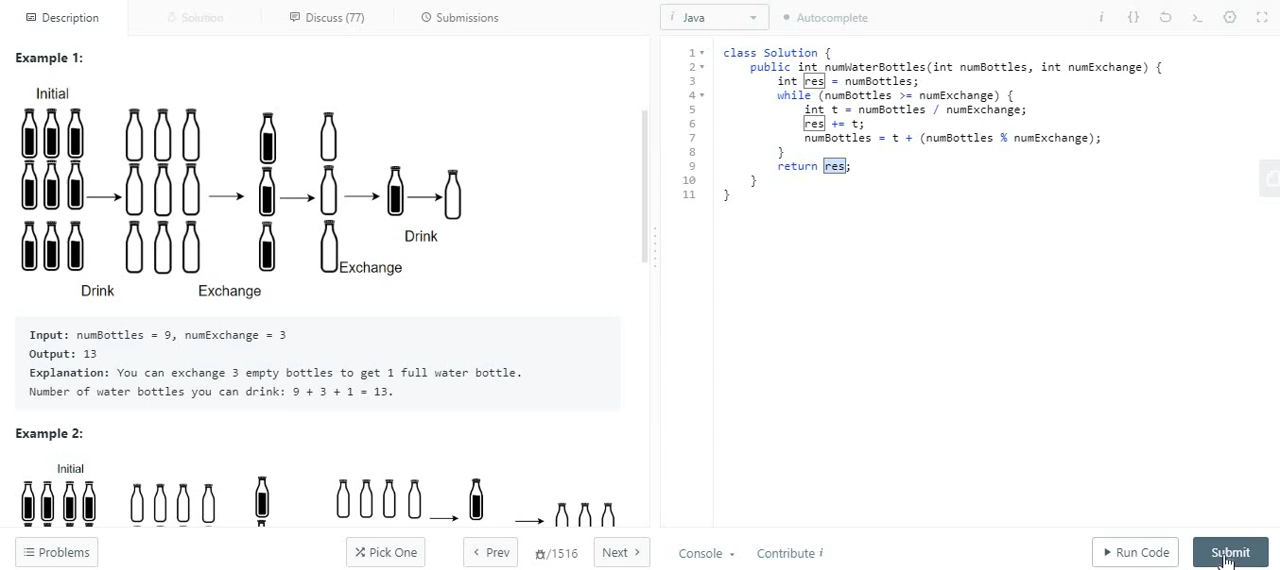 Description
Solution
Discuss (77)
Submissions
Example 1:
Initial
Drink
Exchange
Exchange
Drink
Input: numBottles = 9, numExchange = 3
Output: 13
Explanation: You can exchange 3 empty bottles to get 1 full water bottle.
Number of water bottles you can drink: 9 + 3 + 1 = 13.
Example 2:
Initial
Problems
Pick One
Prev
/1516
Next
i Java
Autocomplete
i {}
1 class Solution {
2 public int numWaterBottles(int numBottles, int numExchange) {
3 int res = numBottles;
4 while (numBottles >= numExchange) {
5 int t = numBottles / numExchange;
6 res += t;
7 numBottles = t + (numBottles % numExchange);
8 }
9 return res;
10 }
11 }
Console
Contribute i
Run Code
Submit